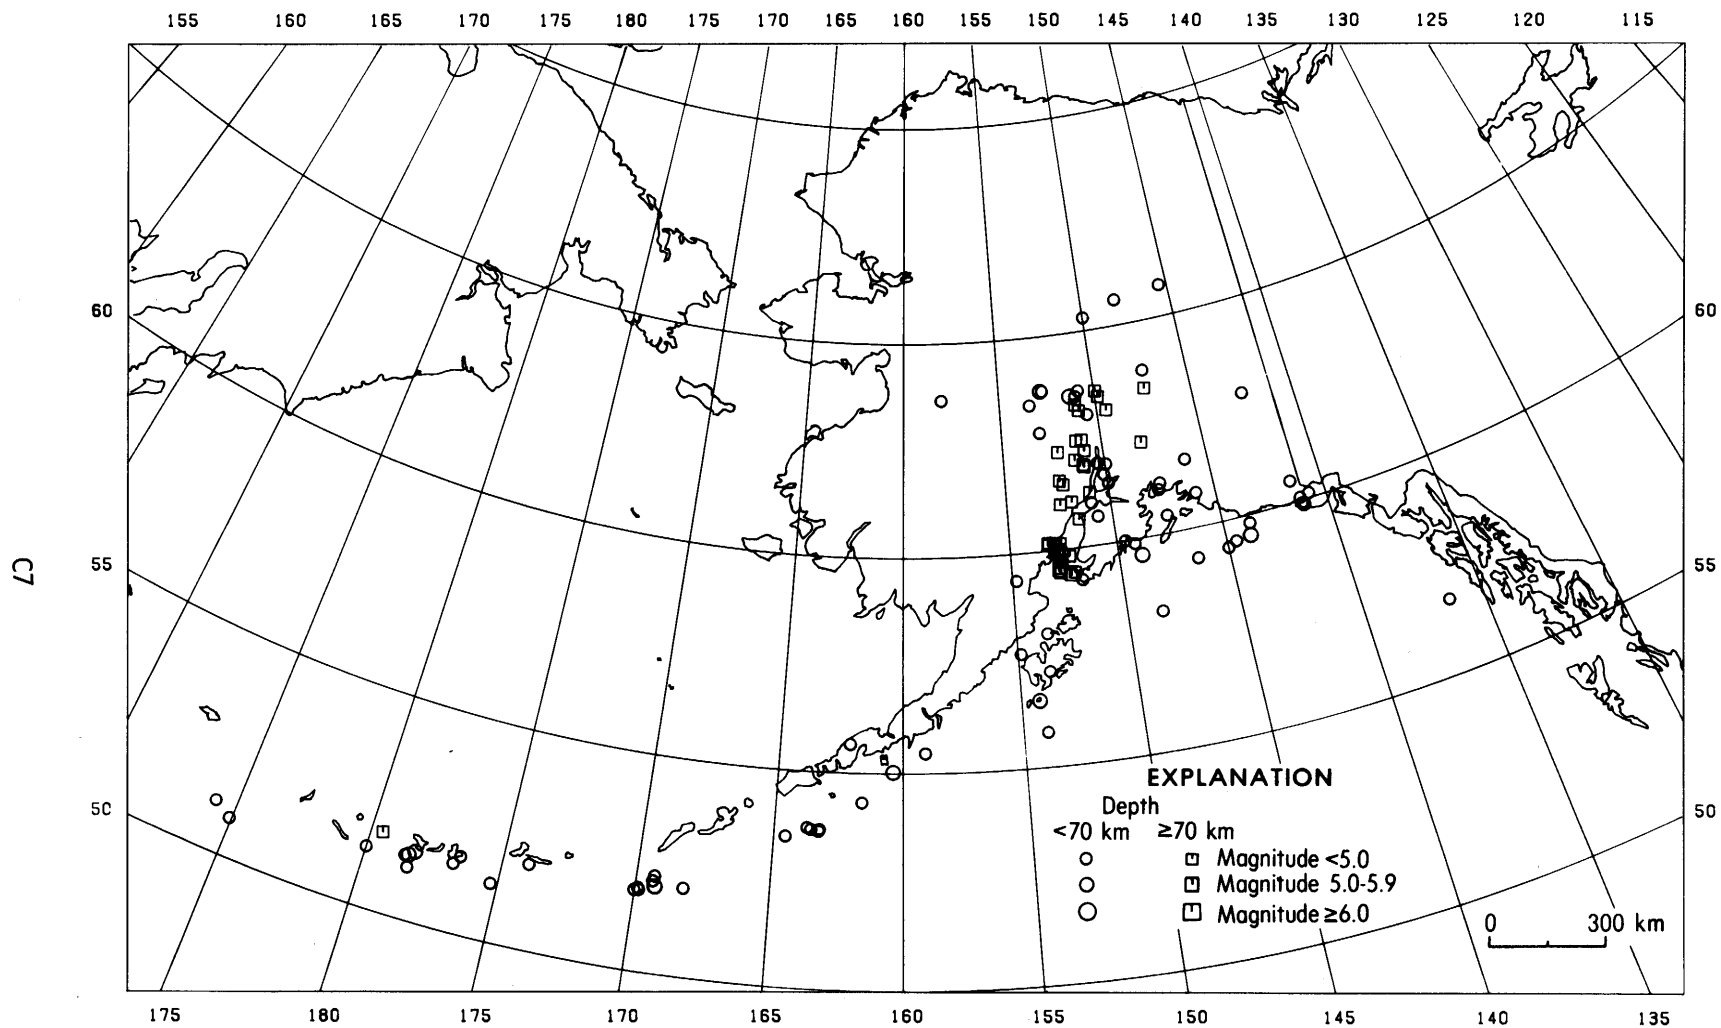 155 160 165 170 175 180 175 170 165 160 155 150 145 140 135 130 125 120 115
60 60
55 55
C7
50 50
EXPLANATION
Depth
<70 km ≥70 km
Magnitude <5.0
Magnitude 5.0-5.9
Magnitude ≥6.0
0 300 km
175 180 175 170 165 160 155 150 145 140 135